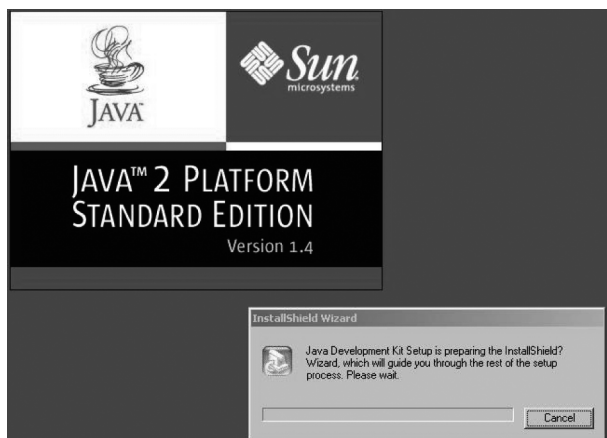 JAVA™
Sun
microsystems
JAVA™ 2 PLATFORM
STANDARD EDITION
Version 1.4
InstallShield Wizard
Java Development Kit Setup is preparing the InstallShield?
Wizard, which will guide you through the rest of the setup
process. Please wait.
Cancel